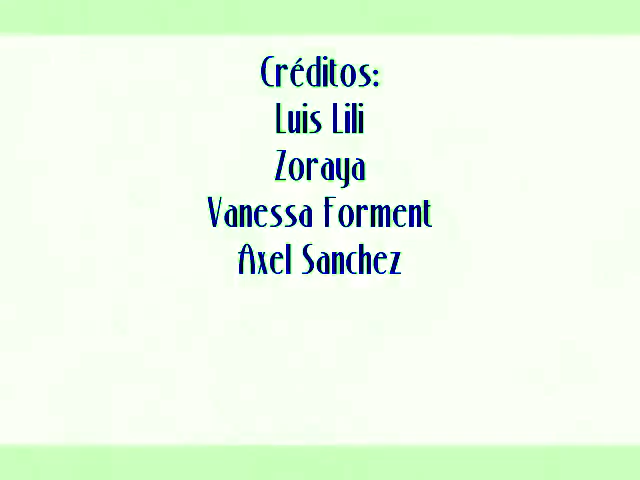 Créditos:
Luis Lili
Zoraya
Vanessa Forment
Axel Sanchez